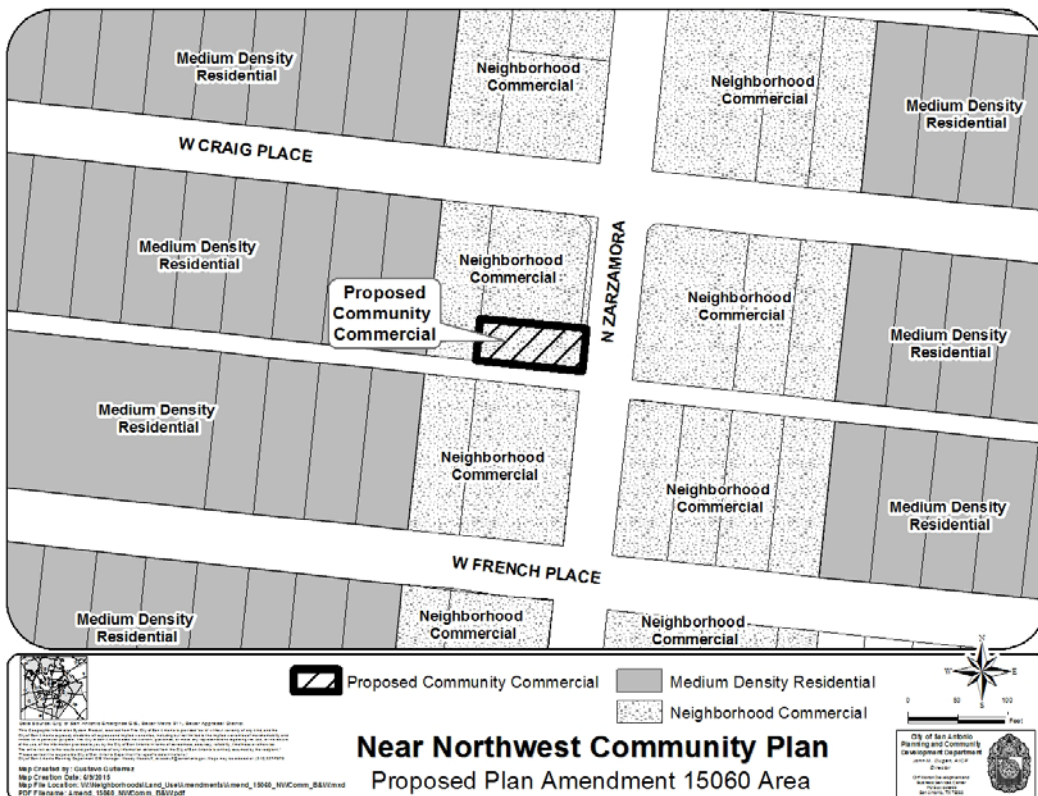 Medium Density
Residential
Neighborhood
Commercial
Neighborhood
Commercial
Medium Density
Residential
W CRAIG PLACE
Medium Density
Residential
Neighborhood
Commercial
N ZARZAMORA
Proposed
Community
Commercial
Neighborhood
Commercial
Medium Density
Residential
Medium Density
Residential
Neighborhood
Commercial
Neighborhood
Commercial
Medium Density
Residential
W FRENCH PLACE
Medium Density
Residential
Neighborhood
Commercial
Neighborhood
Commercial
Proposed Community Commercial
Medium Density Residential
Neighborhood Commercial
N
W
E
S
0 50 100
Feet
Near Northwest Community Plan
Proposed Plan Amendment 15060 Area
Map Created by: Gustavo Gutierrez
Map Creation Date: 6/9/2015
City of San Antonio
Planning and Community
Development Department
Director